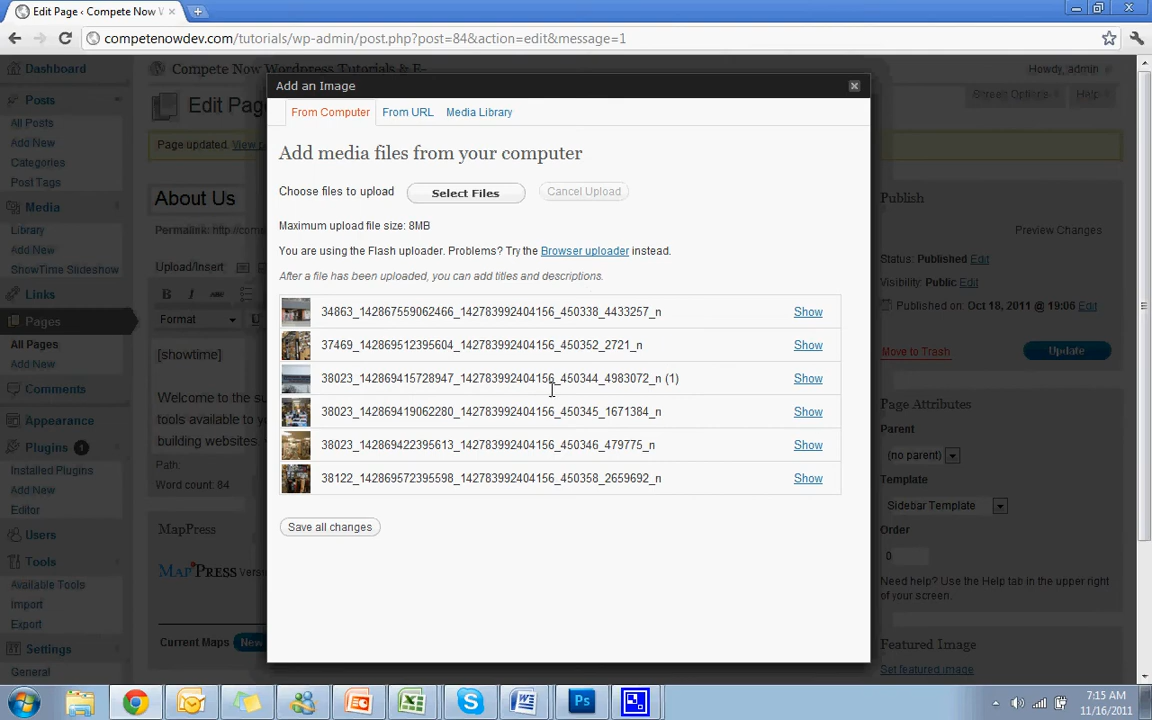 Edit Page ‹ Compete Now W
competenowdev.com/tutorials/wp-admin/post.php?post=84&action=edit&message=1
Dashboard
Posts
All Posts
Add New
Categories
Post Tags
Media
Library
Add New
ShowTime Slideshow
Links
Pages
All Pages
Add New
Comments
Appearance
Plugins 1
Installed Plugins
Add New
Editor
Users
Tools
Available Tools
Import
Export
Settings
General
Compete Now Wordpress Tutorials & E-
Howdy, admin
Edit Pag
Screen Options
Help
Page updated. View p
About Us
Permalink: http://com
Upload/Insert
B I ABC
Format
U
[showtime]
Welcome to the su
tools available to y
building websites.
Path:
Word count: 84
MapPress
MAPPRESS Versi
Current Maps New
Add an Image
From Computer From URL Media Library
Add media files from your computer
Choose files to upload Select Files Cancel Upload
Maximum upload file size: 8MB
You are using the Flash uploader. Problems? Try the Browser uploader instead.
After a file has been uploaded, you can add titles and descriptions.
34863_142867559062466_142783992404156_450338_4433257_n Show
37469_142869512395604_142783992404156_450352_2721_n Show
38023_142869415728947_142783992404156_450344_4983072_n (1) Show
38023_142869419062280_142783992404156_450345_1671384_n Show
38023_142869422395613_142783992404156_450346_479775_n Show
38122_142869572395598_142783992404156_450358_2659692_n Show
Save all changes
Publish
Preview Changes
Status: Published Edit
Visibility: Public Edit
Published on: Oct 18, 2011 @ 19:06 Edit
Move to Trash Update
Page Attributes
Parent
(no parent)
Template
Sidebar Template
Order
0
Need help? Use the Help tab in the upper right
of your screen.
Featured Image
Set featured image
7:15 AM
11/16/2011